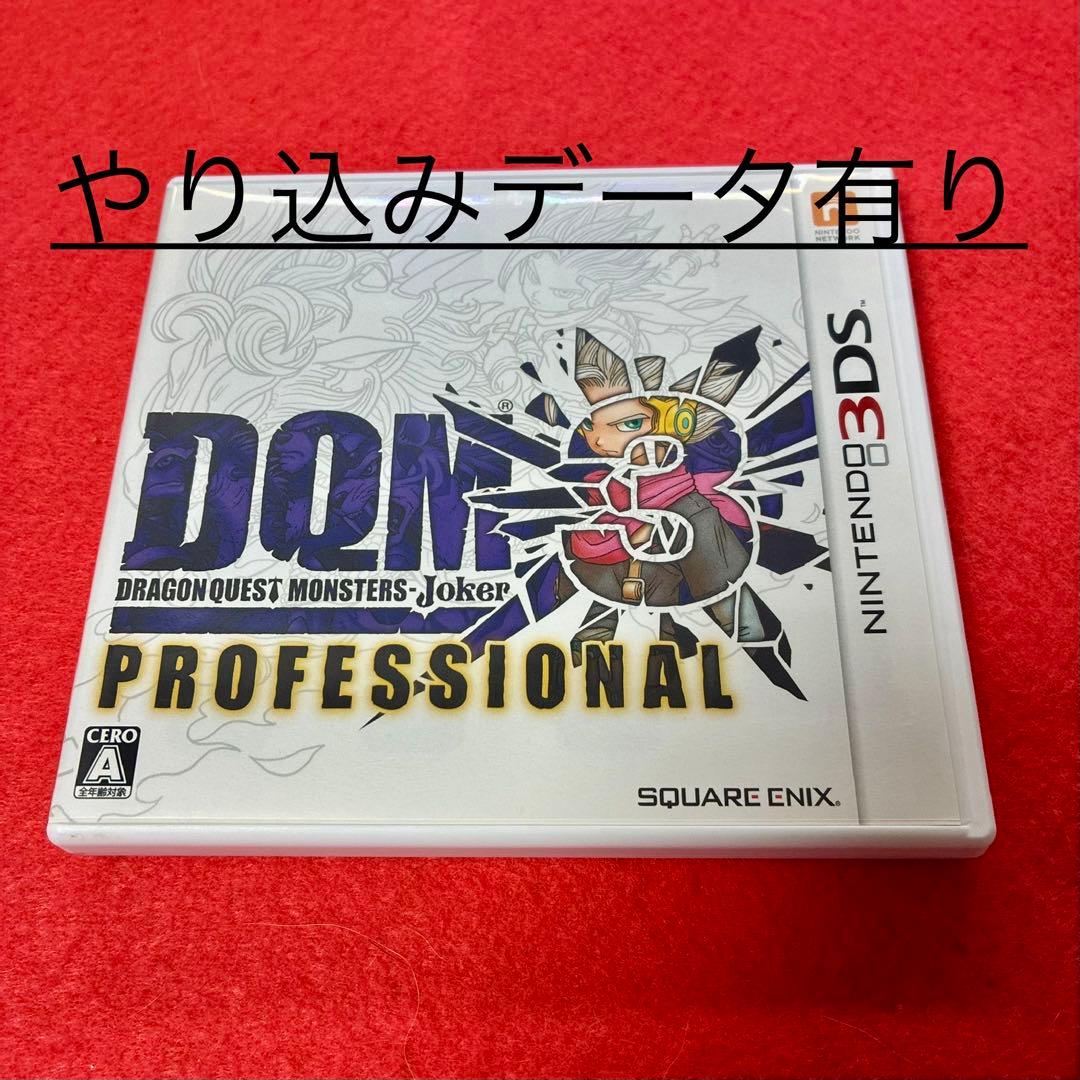 やり込みデータ有り
NINTENDO
NETWORK
NINTENDO 3DS™
DQM®
3
DRAGON QUEST MONSTERS-Joker
PROFESSIONAL
CERO
A
全年齢対象
SQUARE ENIX.